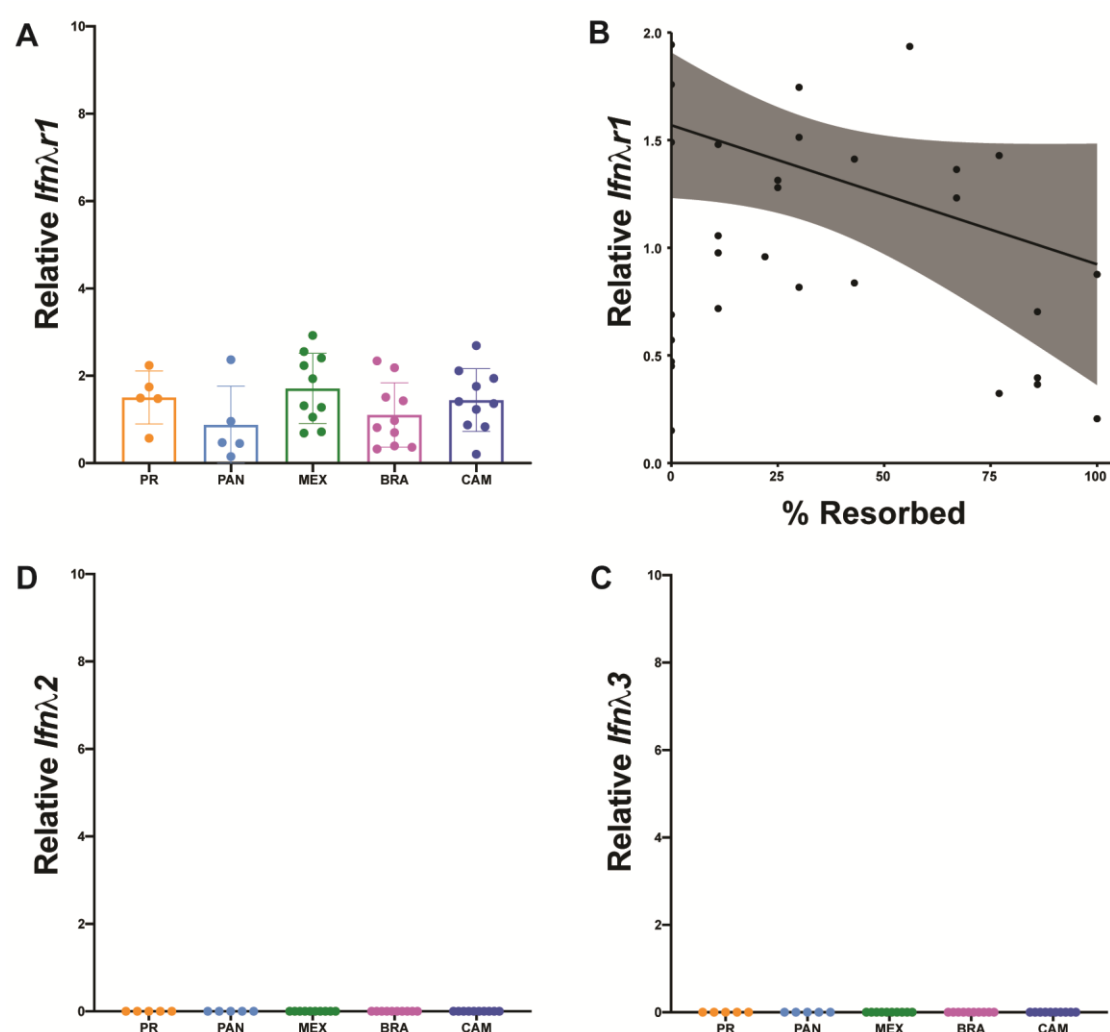 A
10
8
6
4
2
0
Relative Ifnλr1
PR PAN MEX BRA CAM
B
2.0
1.5
1.0
0.5
0.0
Relative Ifnλr1
0 25 50 75 100
% Resorbed
D
10
8
6
4
2
0
Relative Ifnλ2
PR PAN MEX BRA CAM
C
10
8
6
4
2
0
Relative Ifnλ3
PR PAN MEX BRA CAM